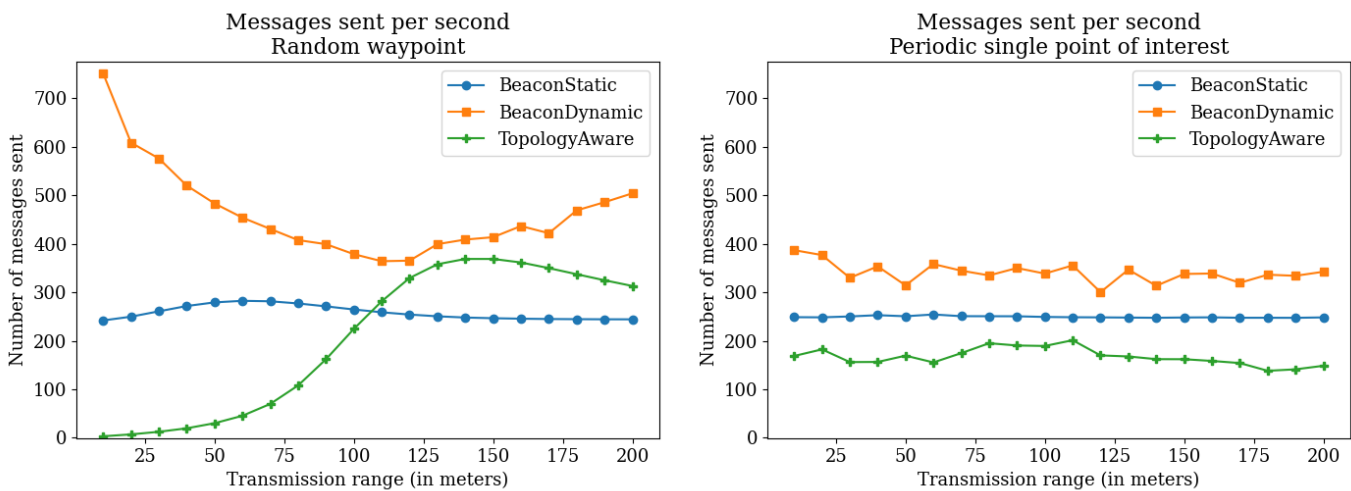 Messages sent per second
Random waypoint
Number of messages sent
700
600
500
400
300
200
100
0
BeaconStatic
BeaconDynamic
TopologyAware
25 50 75 100 125 150 175 200
Transmission range (in meters)
Messages sent per second
Periodic single point of interest
Number of messages sent
700
600
500
400
300
200
100
0
BeaconStatic
BeaconDynamic
TopologyAware
25 50 75 100 125 150 175 200
Transmission range (in meters)